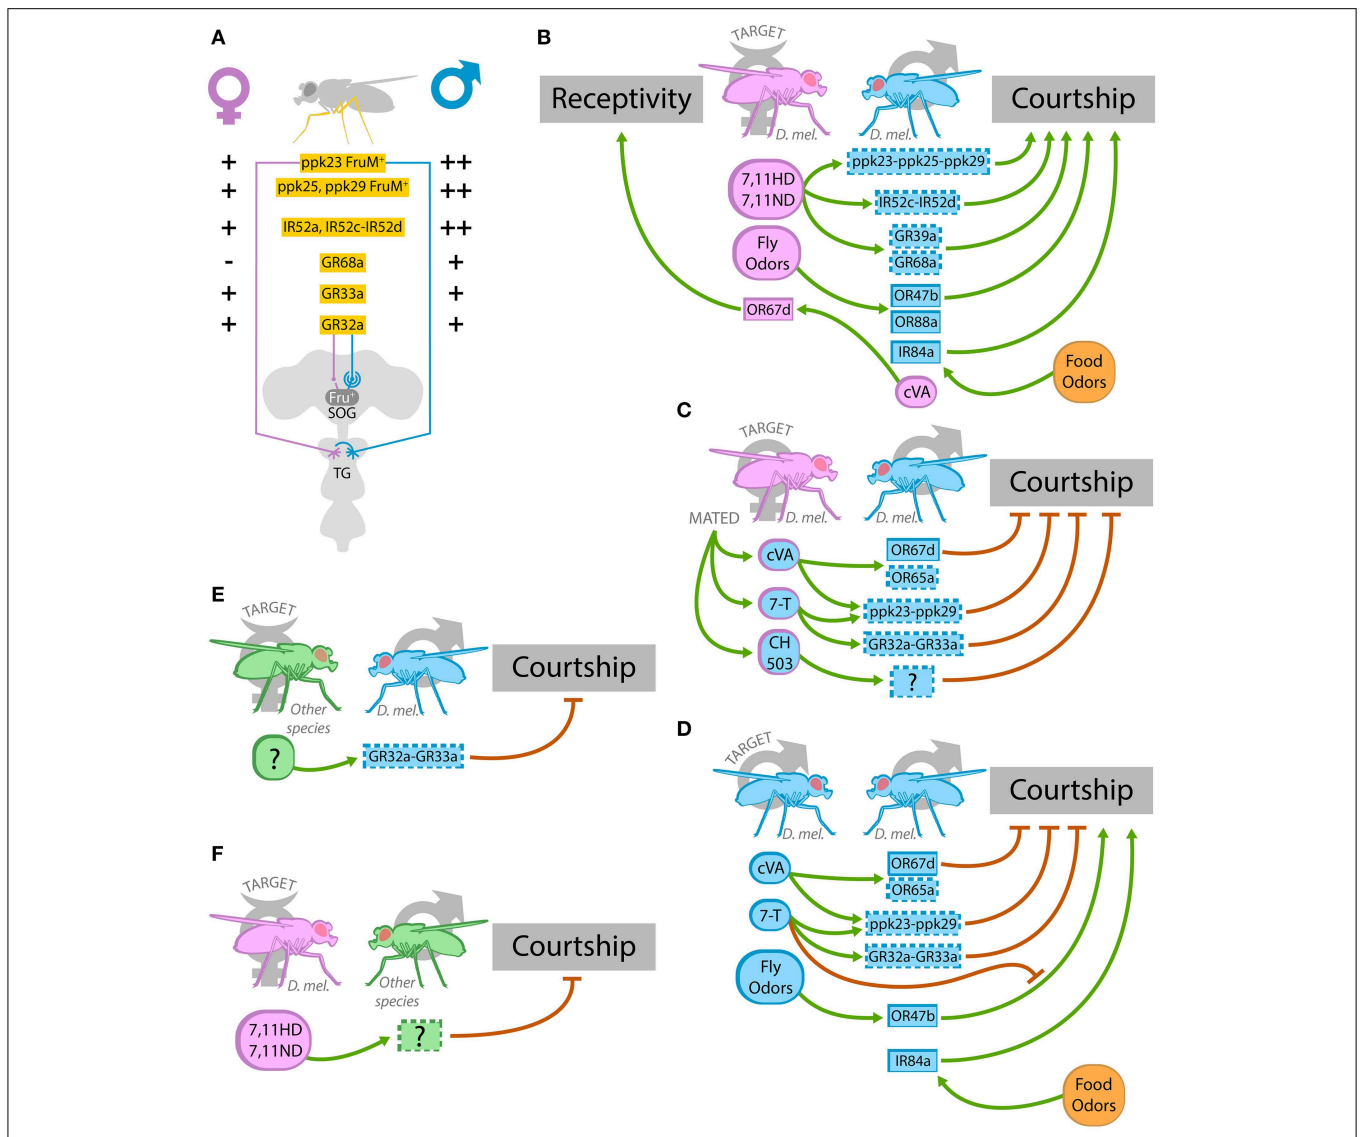 A
+ ppk23 FruM+ ++
+ ppk25, ppk29 FruM+ ++
+ IR52a, IR52c-IR52d ++
- GR68a +
+ GR33a +
+ GR32a +
Fru+
SOG
TG
B
TARGET
Receptivity
Courtship
D. mel.
D. mel.
7,11HD
7,11ND
ppk23-ppk25-ppk29
IR52c-IR52d
GR39a
GR68a
Fly
Odors
OR47b
OR88a
OR67d
IR84a
cVA
Food
Odors
C
TARGET
Courtship
MATED
D. mel.
D. mel.
cVA
OR67d
OR65a
7-T
ppk23-ppk29
GR32a-GR33a
CH
503
?
D
TARGET
Courtship
D. mel.
D. mel.
cVA
OR67d
OR65a
7-T
ppk23-ppk29
GR32a-GR33a
Fly
Odors
OR47b
IR84a
Food
Odors
E
TARGET
Courtship
Other
species
D. mel.
?
GR32a-GR33a
F
TARGET
Courtship
D. mel.
Other
species
7,11HD
7,11ND
?